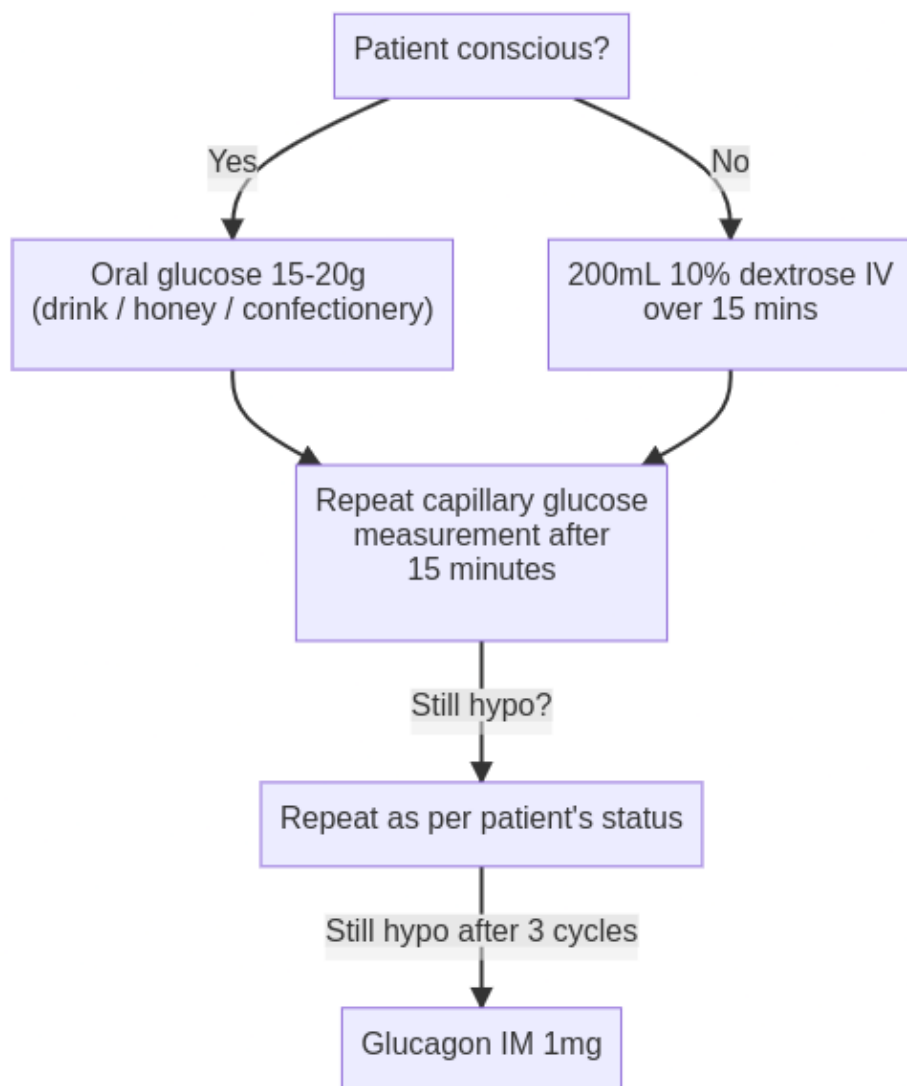 Patient conscious?
Yes
No
Oral glucose 15-20g
(drink / honey / confectionery)
200mL 10% dextrose IV
over 15 mins
Repeat capillary glucose
measurement after
15 minutes
Still hypo?
Repeat as per patient's status
Still hypo after 3 cycles
Glucagon IM 1mg